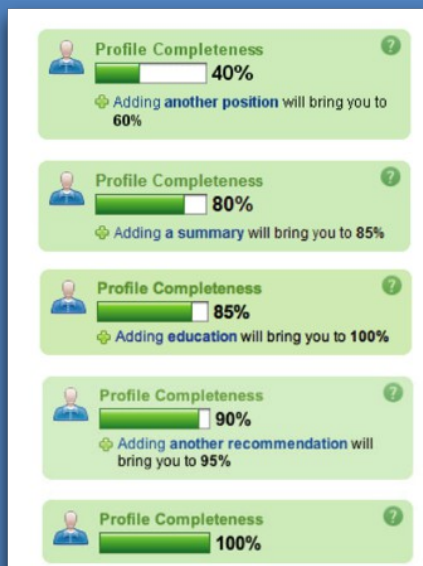 Profile Completeness ?
40%
Adding another position will bring you to
60%
Profile Completeness ?
80%
Adding a summary will bring you to 85%
Profile Completeness ?
85%
Adding education will bring you to 100%
Profile Completeness ?
90%
Adding another recommendation will
bring you to 95%
Profile Completeness ?
100%